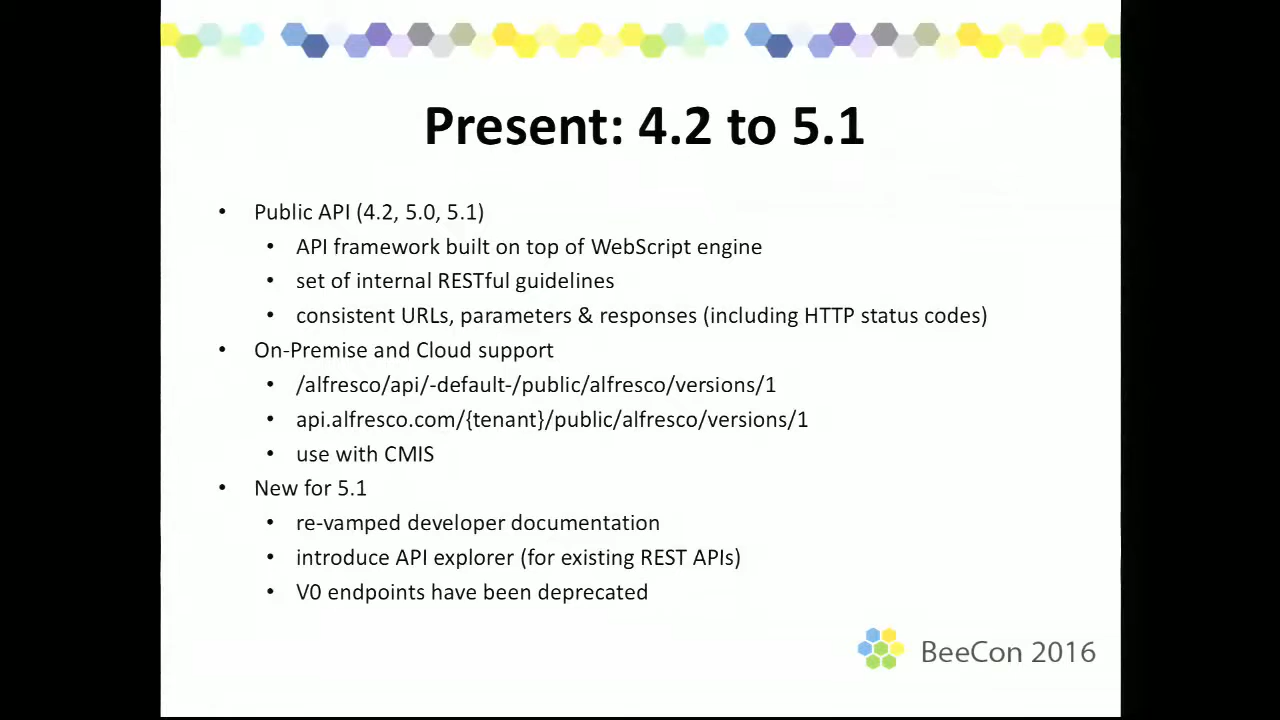 Present: 4.2 to 5.1
• Public API (4.2, 5.0, 5.1)
• API framework built on top of WebScript engine
• set of internal RESTful guidelines
• consistent URLs, parameters & responses (including HTTP status codes)
• On-Premise and Cloud support
• /alfresco/api/-default-/public/alfresco/versions/1
• api.alfresco.com/{tenant}/public/alfresco/versions/1
• use with CMIS
• New for 5.1
• re-vamped developer documentation
• introduce API explorer (for existing REST APIs)
• V0 endpoints have been deprecated
BeeCon 2016